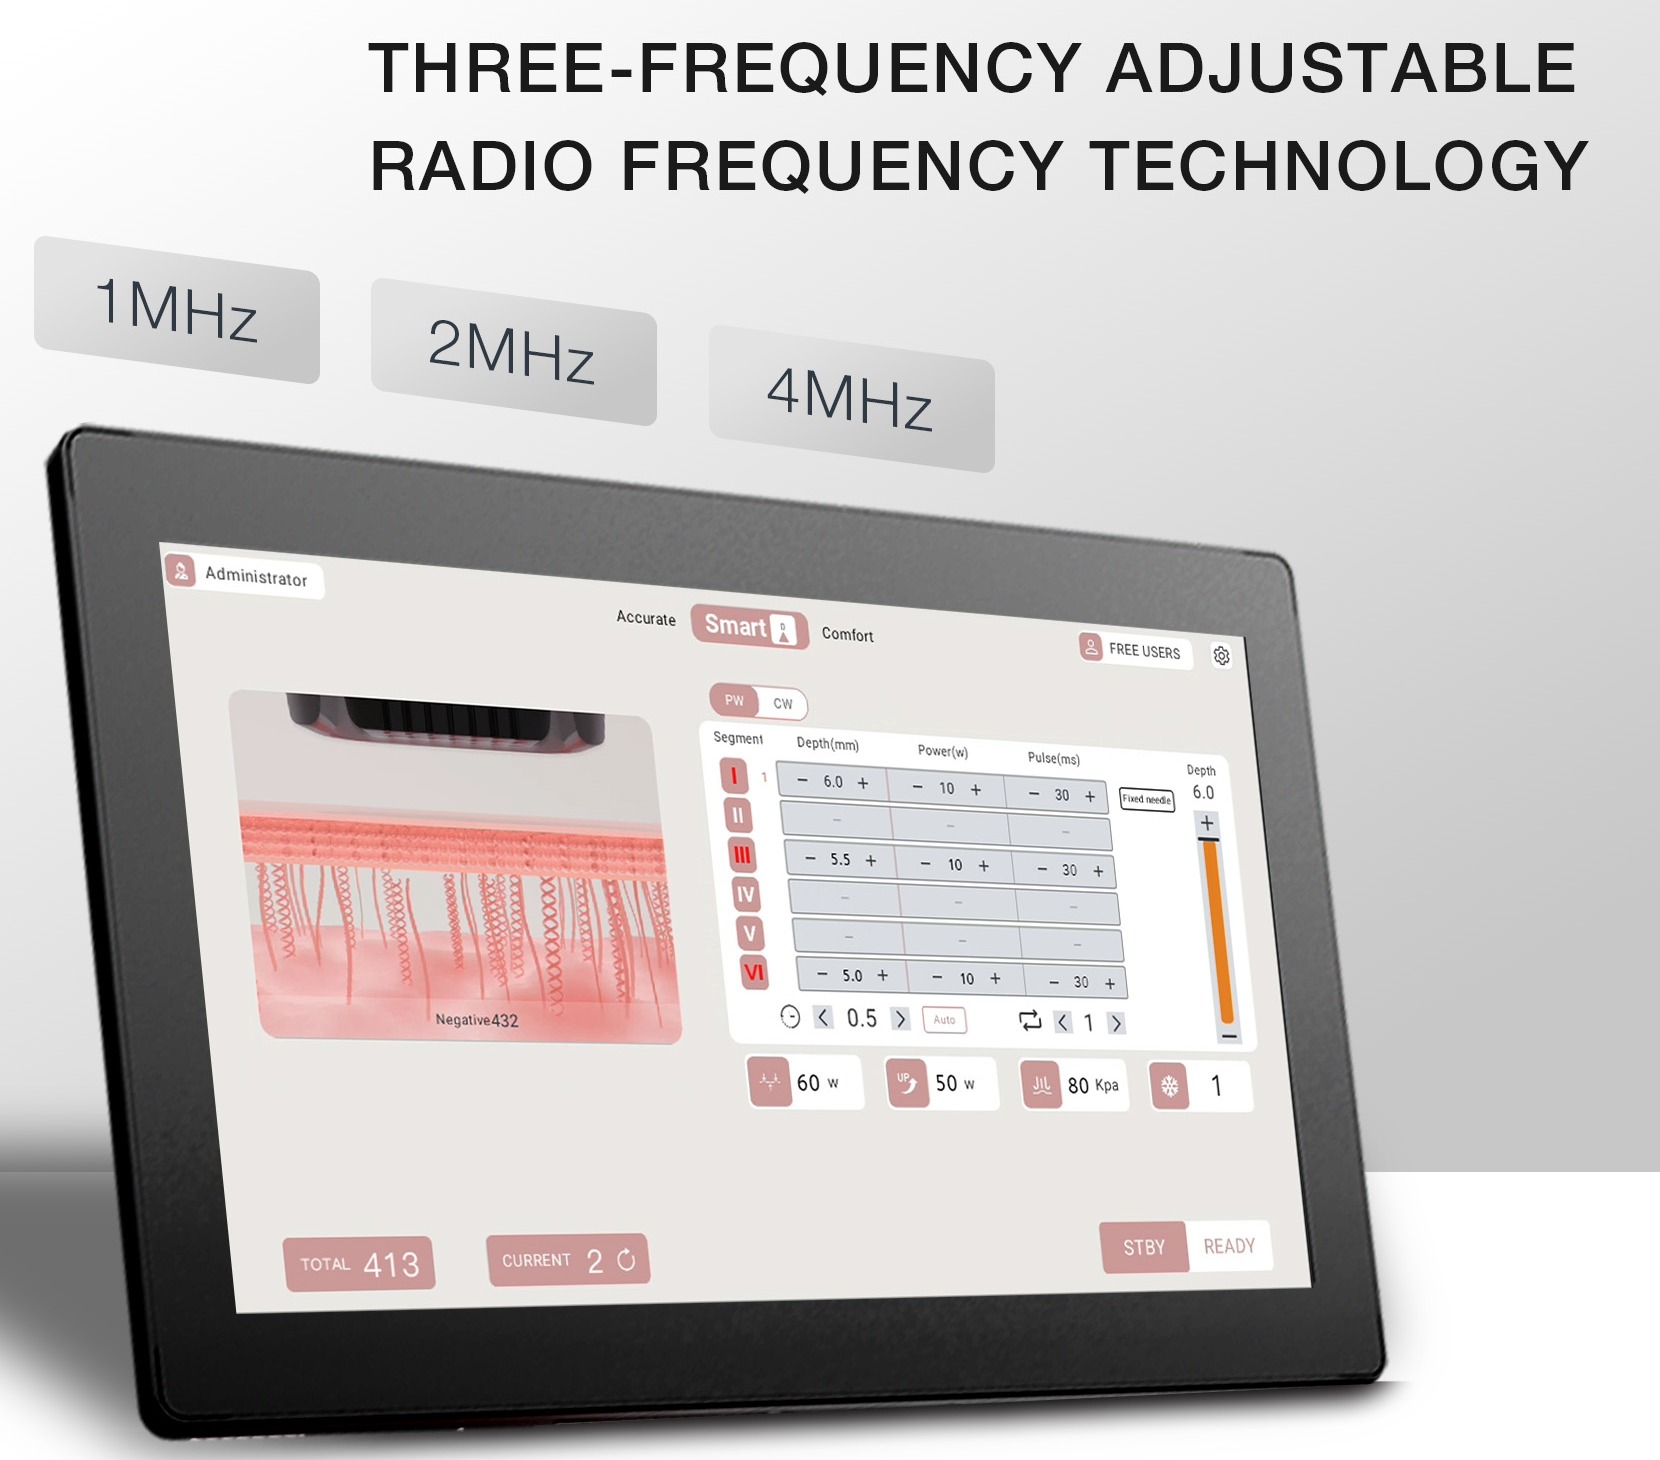 THREE-FREQUENCY ADJUSTABLE
RADIO FREQUENCY TECHNOLOGY
1MHz
2MHz
4MHz
Administrator
Accurate Smart D Comfort
FREE USERS
PW CW
Segment Depth(mm) Power(w) Pulse(ms)
I 1 − 6.0 + − 10 + − 30 +
II – – –
III − 5.5 + − 10 + − 30 +
IV – – –
V – – –
VI − 5.0 + − 10 + − 30 +
Fixed needle
Depth
6.0
+
−
< 0.5 > Auto < 1 >
Negative432
60 w
UP 50 w
80 Kpa
1
TOTAL 413
CURRENT 2
STBY READY